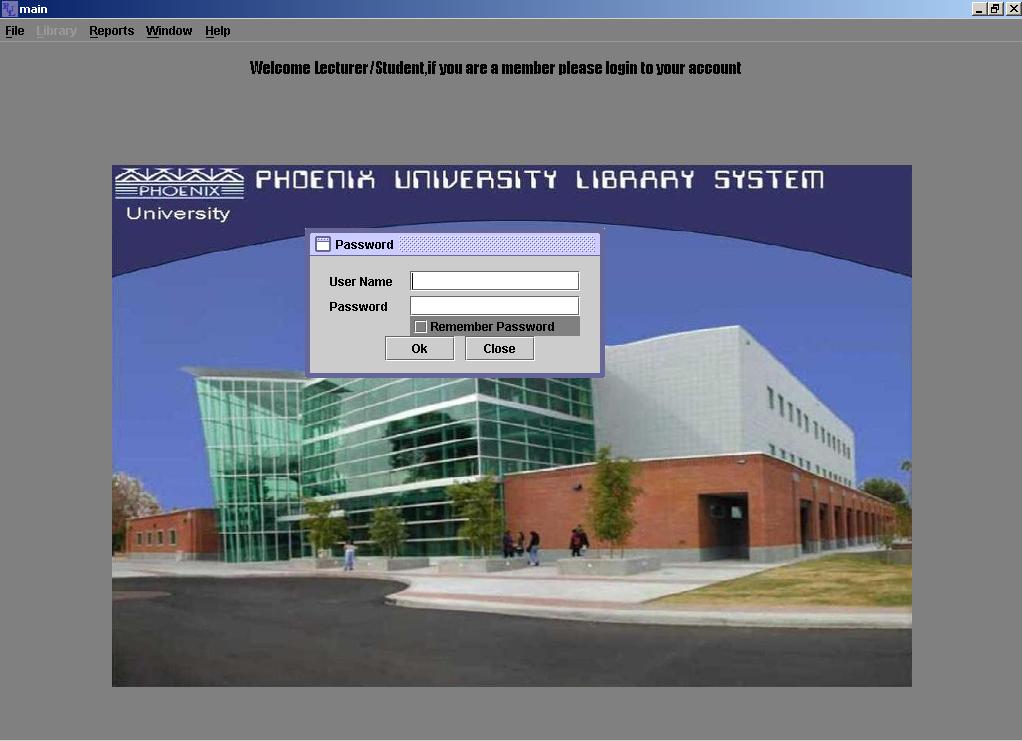 main
File Library Reports Window Help
Welcome Lecturer/Student,if you are a member please login to your account
PHOENIX
University
PHOENIX UNIVERSITY LIBRARY SYSTEM
Password
User Name
Password
Remember Password
Ok Close